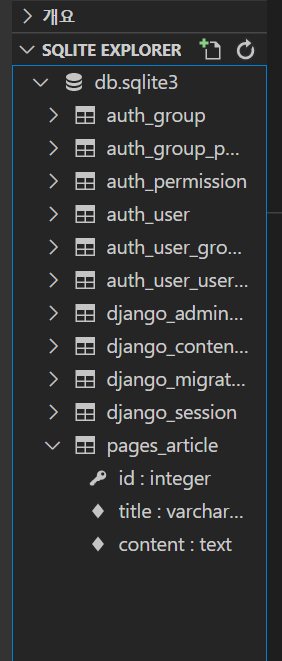 개요
SQLITE EXPLORER
db.sqlite3
auth_group
auth_group_p...
auth_permission
auth_user
auth_user_gro...
auth_user_user...
django_admin...
django_conten...
django_migrat...
django_session
pages_article
id : integer
title : varchar...
content : text